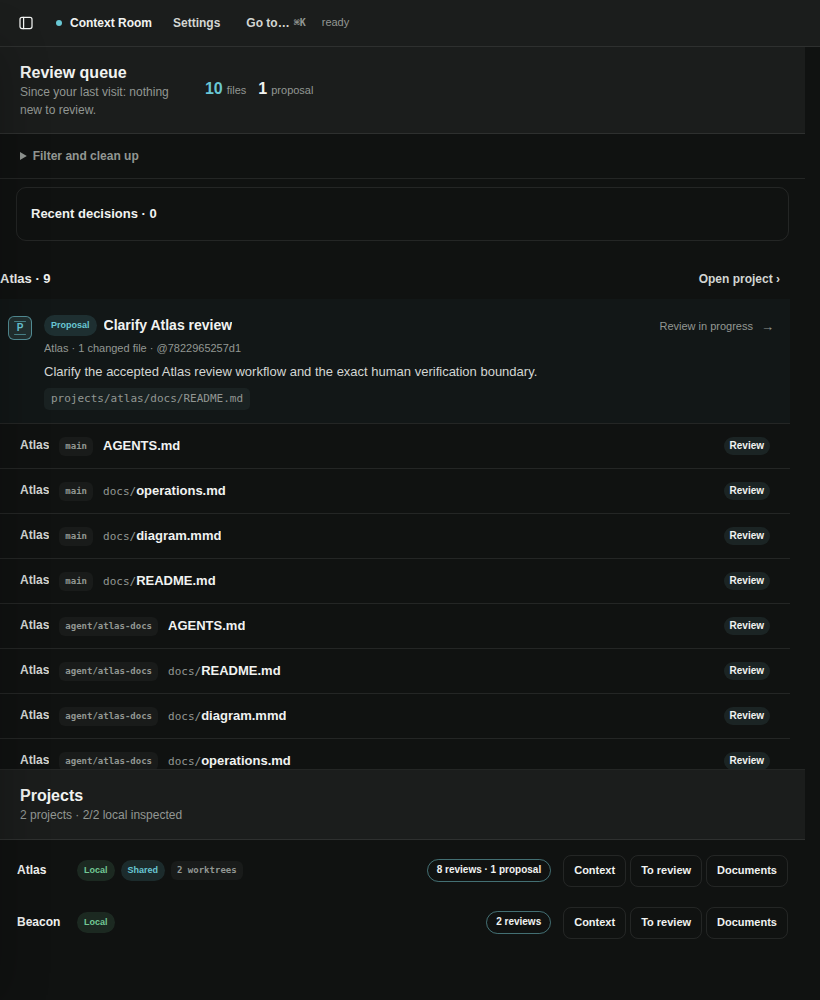 Context Room Settings Go to… ⌘K ready
Review queue
Since your last visit: nothing
new to review.
10 files 1 proposal
▶ Filter and clean up
Recent decisions · 0
Atlas · 9 Open project ›
P Proposal Clarify Atlas review Review in progress →
Atlas · 1 changed file · @7822965257d1
Clarify the accepted Atlas review workflow and the exact human verification boundary.
projects/atlas/docs/README.md
Atlas main AGENTS.md Review
Atlas main docs/operations.md Review
Atlas main docs/diagram.mmd Review
Atlas main docs/README.md Review
Atlas agent/atlas-docs AGENTS.md Review
Atlas agent/atlas-docs docs/README.md Review
Atlas agent/atlas-docs docs/diagram.mmd Review
Atlas agent/atlas-docs docs/operations.md Review
Projects
2 projects · 2/2 local inspected
Atlas Local Shared 2 worktrees 8 reviews · 1 proposal Context To review Documents
Beacon Local 2 reviews Context To review Documents